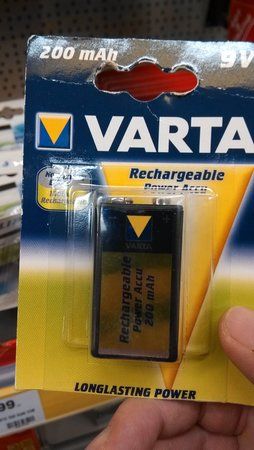 200 mAh
9V
VARTA
Rechargeable
Power Accu
VARTA
Rechargeable
Power Accu
200 mAh
LONGLASTING POWER
99